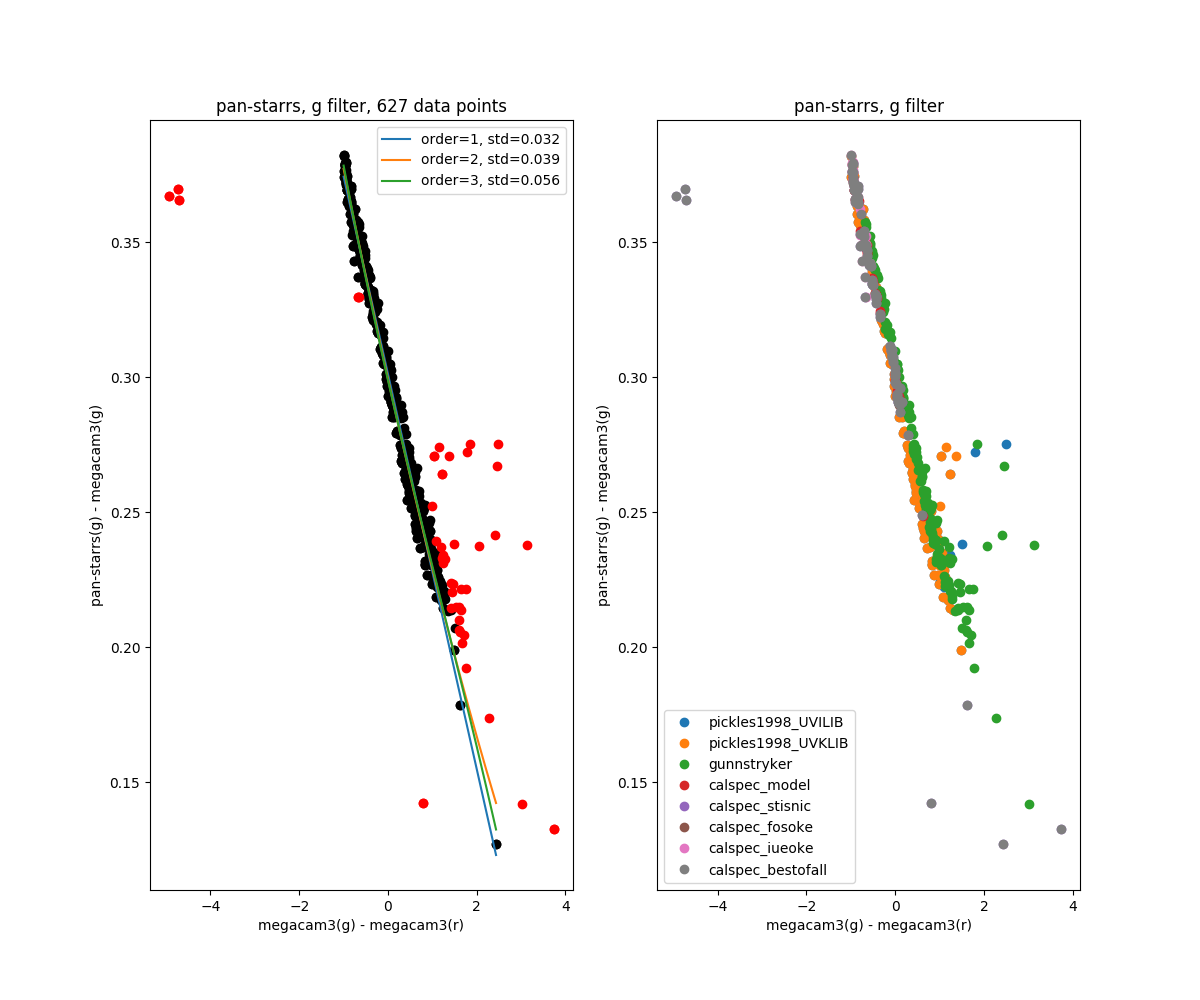 pan-starrs, g filter, 627 data points
order=1, std=0.032
order=2, std=0.039
order=3, std=0.056
0.35
0.30
0.25
0.20
0.15
pan-starrs(g) - megacam3(g)
−4
−2
0
2
4
megacam3(g) - megacam3(r)
pan-starrs, g filter
0.35
0.30
0.25
0.20
0.15
pan-starrs(g) - megacam3(g)
pickles1998_UVILIB
pickles1998_UVKLIB
gunnstryker
calspec_model
calspec_stisnic
calspec_fosoke
calspec_iueoke
calspec_bestofall
−4
−2
0
2
4
megacam3(g) - megacam3(r)